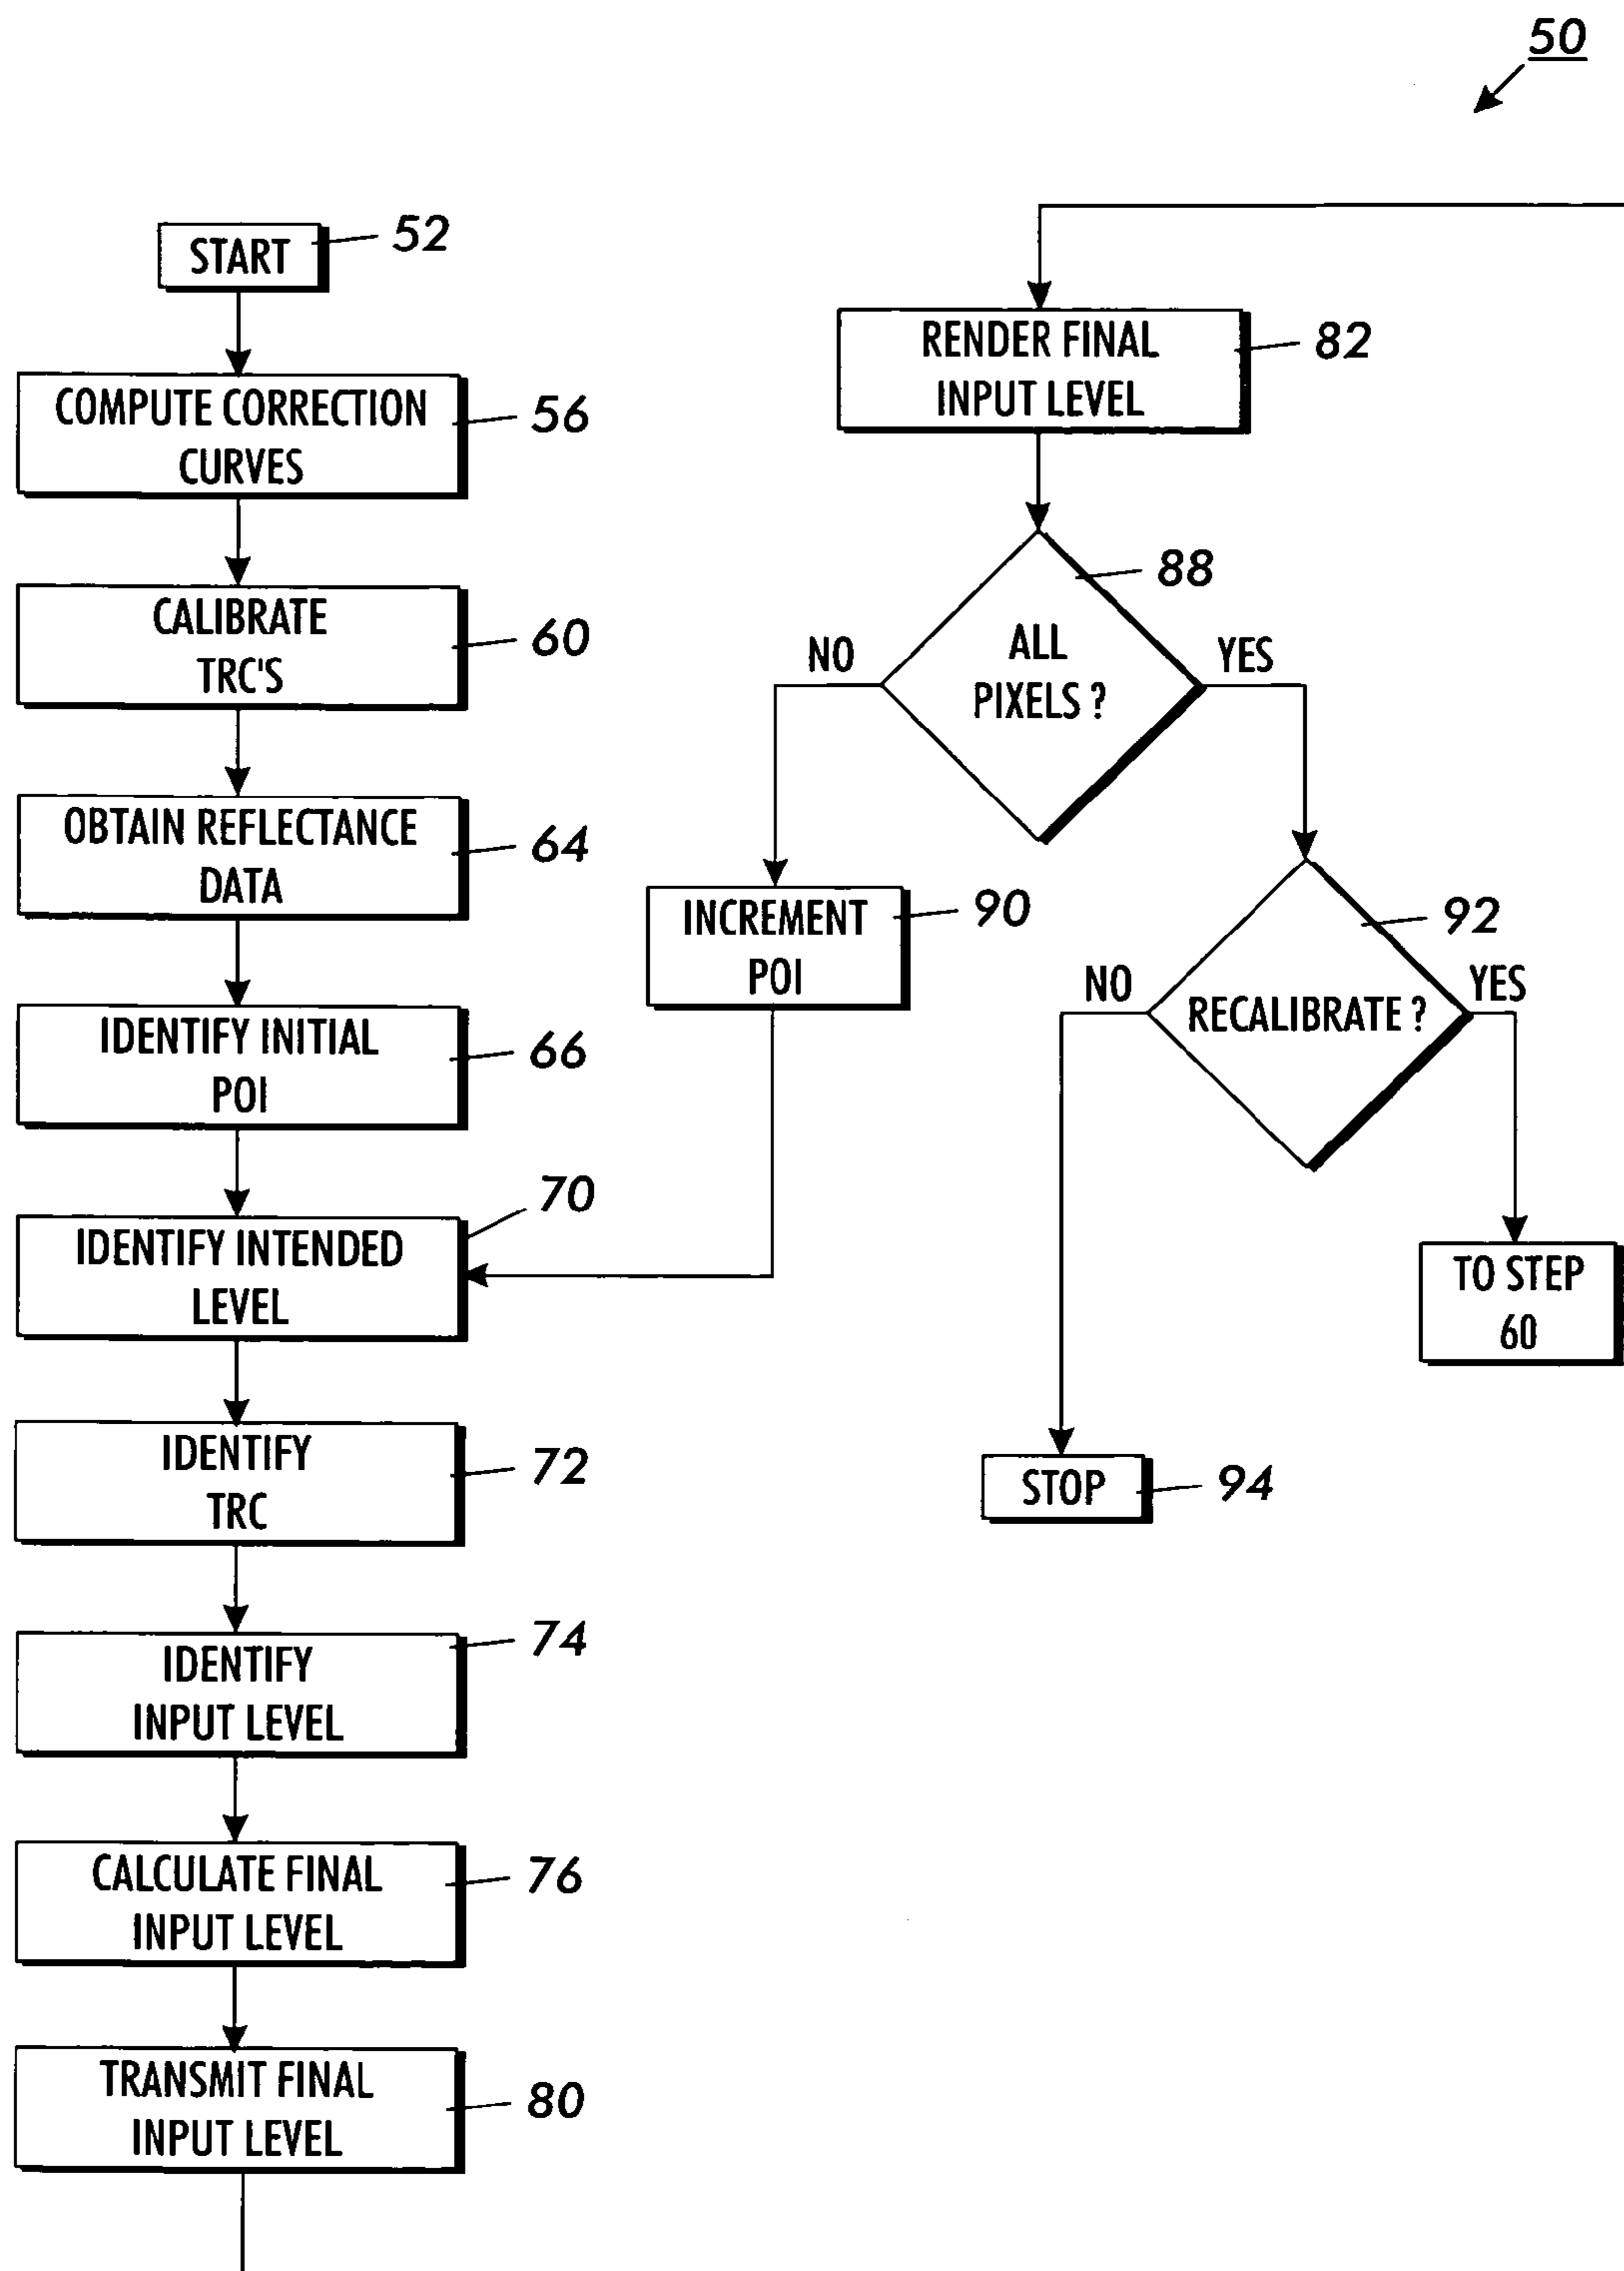 50
START
52
COMPUTE CORRECTION
CURVES
56
CALIBRATE
TRC'S
60
OBTAIN REFLECTANCE
DATA
64
IDENTIFY INITIAL
POI
66
IDENTIFY INTENDED
LEVEL
70
IDENTIFY
TRC
72
IDENTIFY
INPUT LEVEL
74
CALCULATE FINAL
INPUT LEVEL
76
TRANSMIT FINAL
INPUT LEVEL
80
RENDER FINAL
INPUT LEVEL
82
ALL
PIXELS ?
88
NO
YES
INCREMENT
POI
90
RECALIBRATE ?
92
NO
YES
TO STEP
60
STOP
94